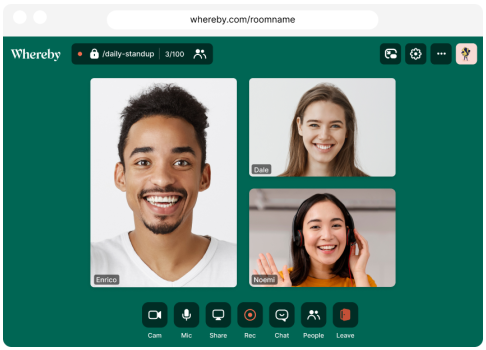 whereby.com/roomname
Whereby /daily-standup 3/100
Dale
Enrico
Noemi
Cam Mic Share Rec Chat People Leave